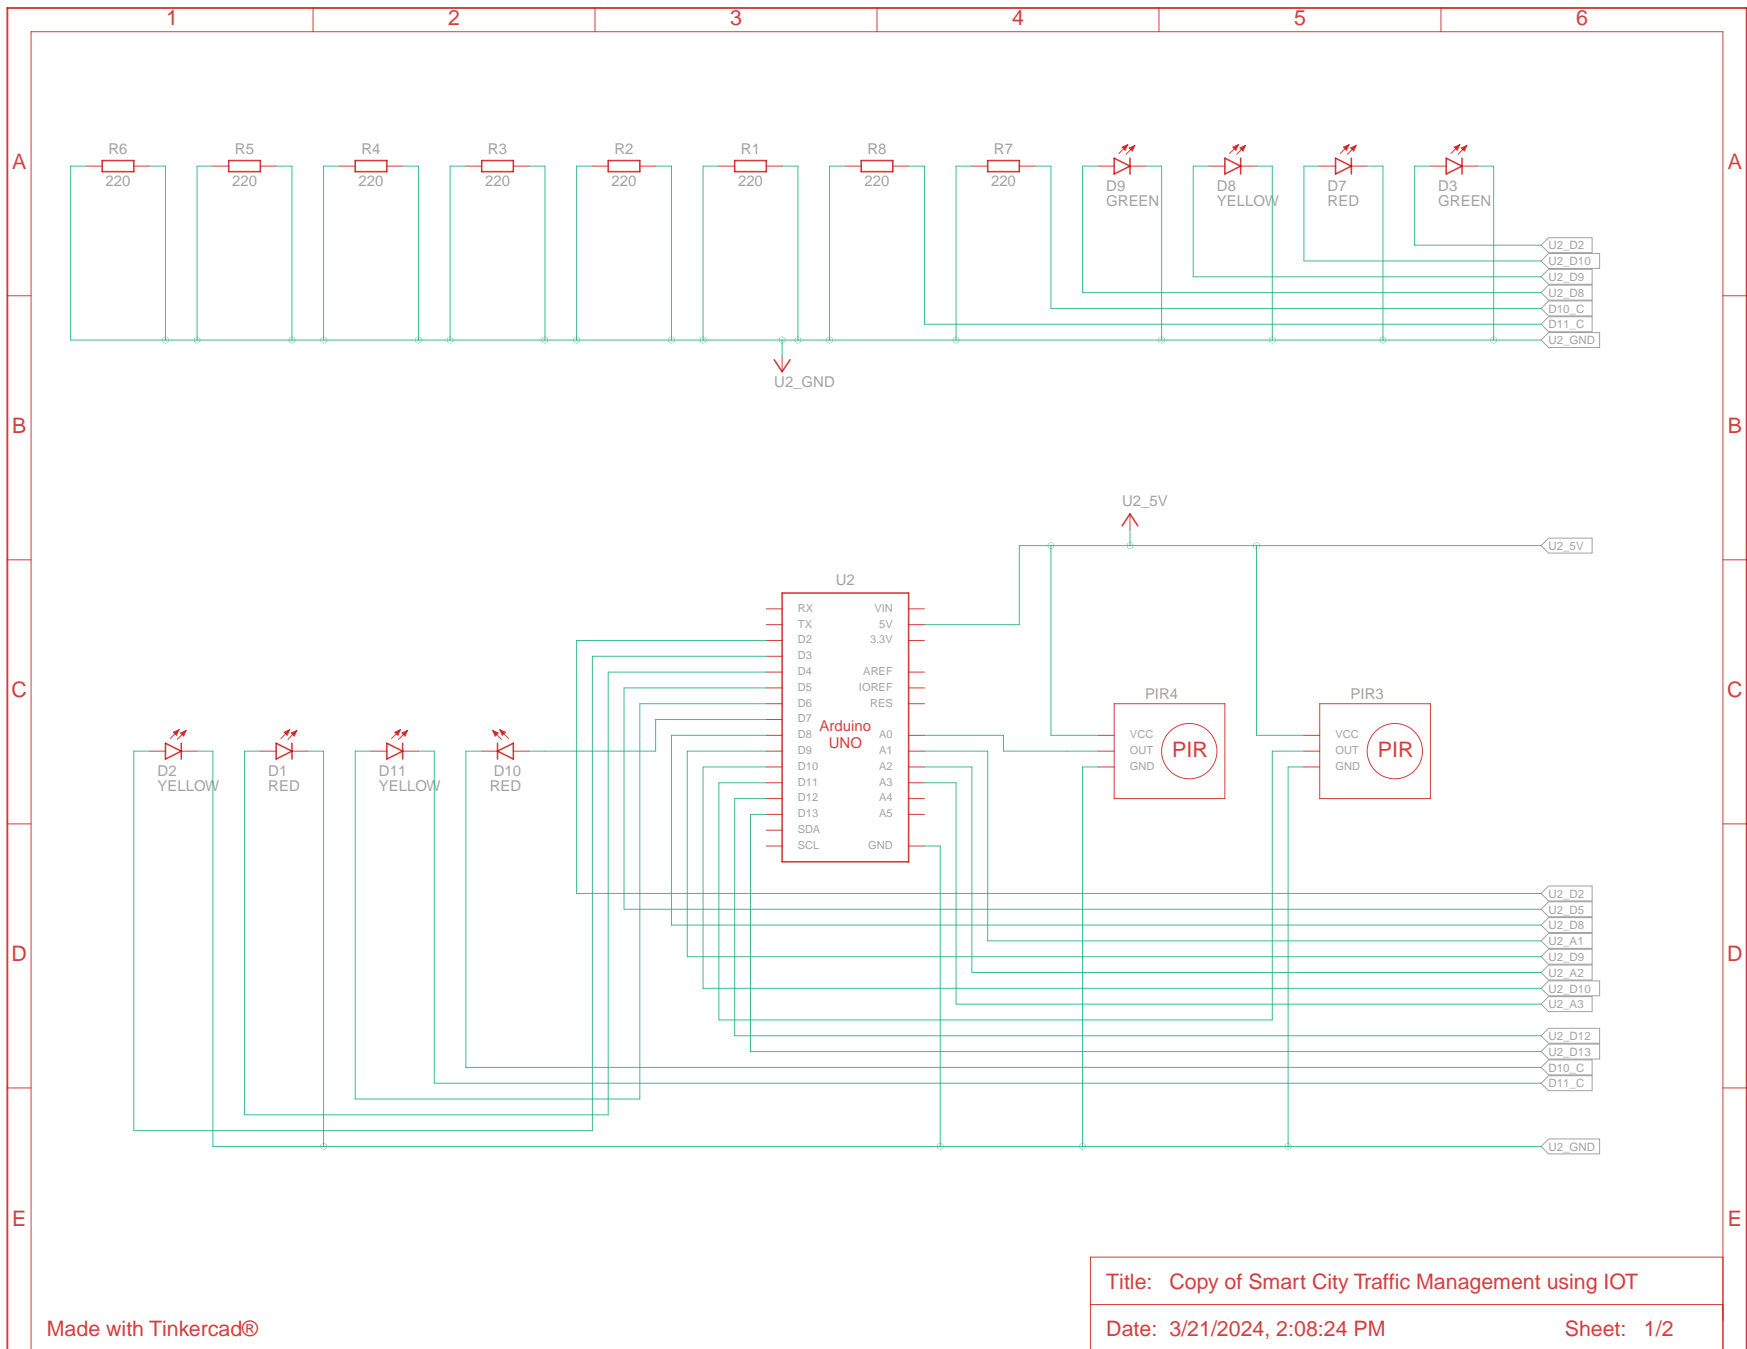 1 2 3 4 5 6
A A
R6 R5 R4 R3 R2 R1 R8 R7
220 220 220 220 220 220 220 220
D9 D8 D7 D3
GREEN YELLOW RED GREEN
U2_D2
U2_D10
U2_D9
U2_D8
D10_C
D11_C
U2_GND
U2_GND
B B
U2_5V
U2_5V
U2
RX VIN
TX 5V
D2 3.3V
D3
D4 AREF
D5 IOREF
D6 RES
D7
D8 A0
D9 A1
D10 A2
D11 A3
D12 A4
D13 A5
SDA
SCL GND
Arduino
UNO
C C
PIR4 PIR3
VCC VCC
OUT OUT
GND GND
PIR PIR
D2 D1 D11 D10
YELLOW RED YELLOW RED
U2_D2
U2_D5
U2_D8
U2_A1
U2_D9
U2_A2
U2_D10
U2_A3
U2_D12
U2_D13
D10_C
D11_C
U2_GND
D D
E E
Title: Copy of Smart City Traffic Management using IOT
Made with Tinkercad®
Date: 3/21/2024, 2:08:24 PM Sheet: 1/2